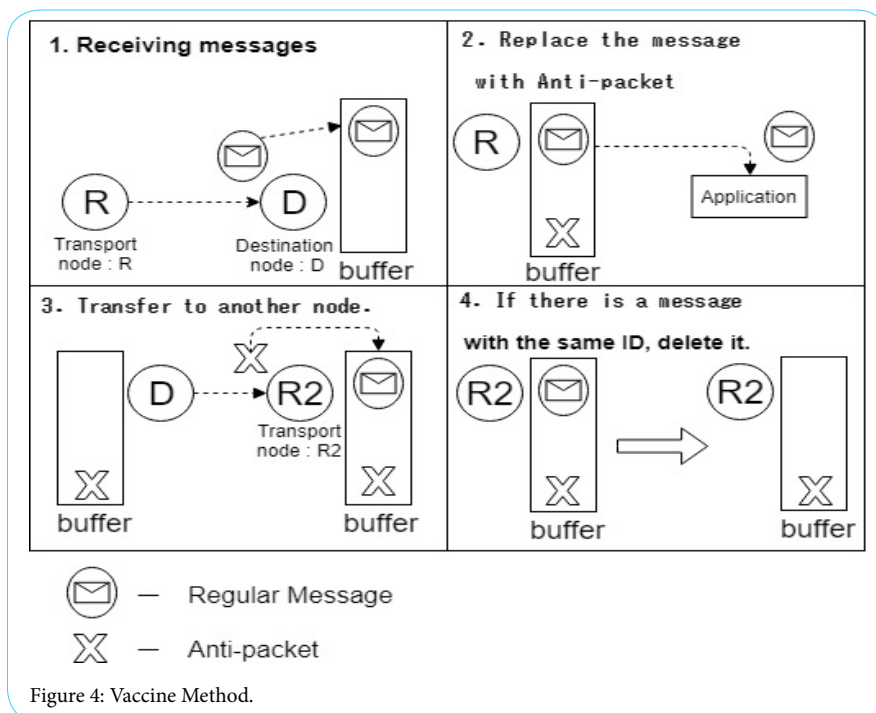 1. Receiving messages
R
Transport
node : R
D
Destination
node : D
buffer
2. Replace the message
with Anti-packet
R
Application
buffer
3. Transfer to another node.
D
R2
Transport
node : R2
buffer
buffer
4. If there is a message
with the same ID, delete it.
R2
R2
buffer
buffer
— Regular Message
— Anti-packet
Figure 4: Vaccine Method.